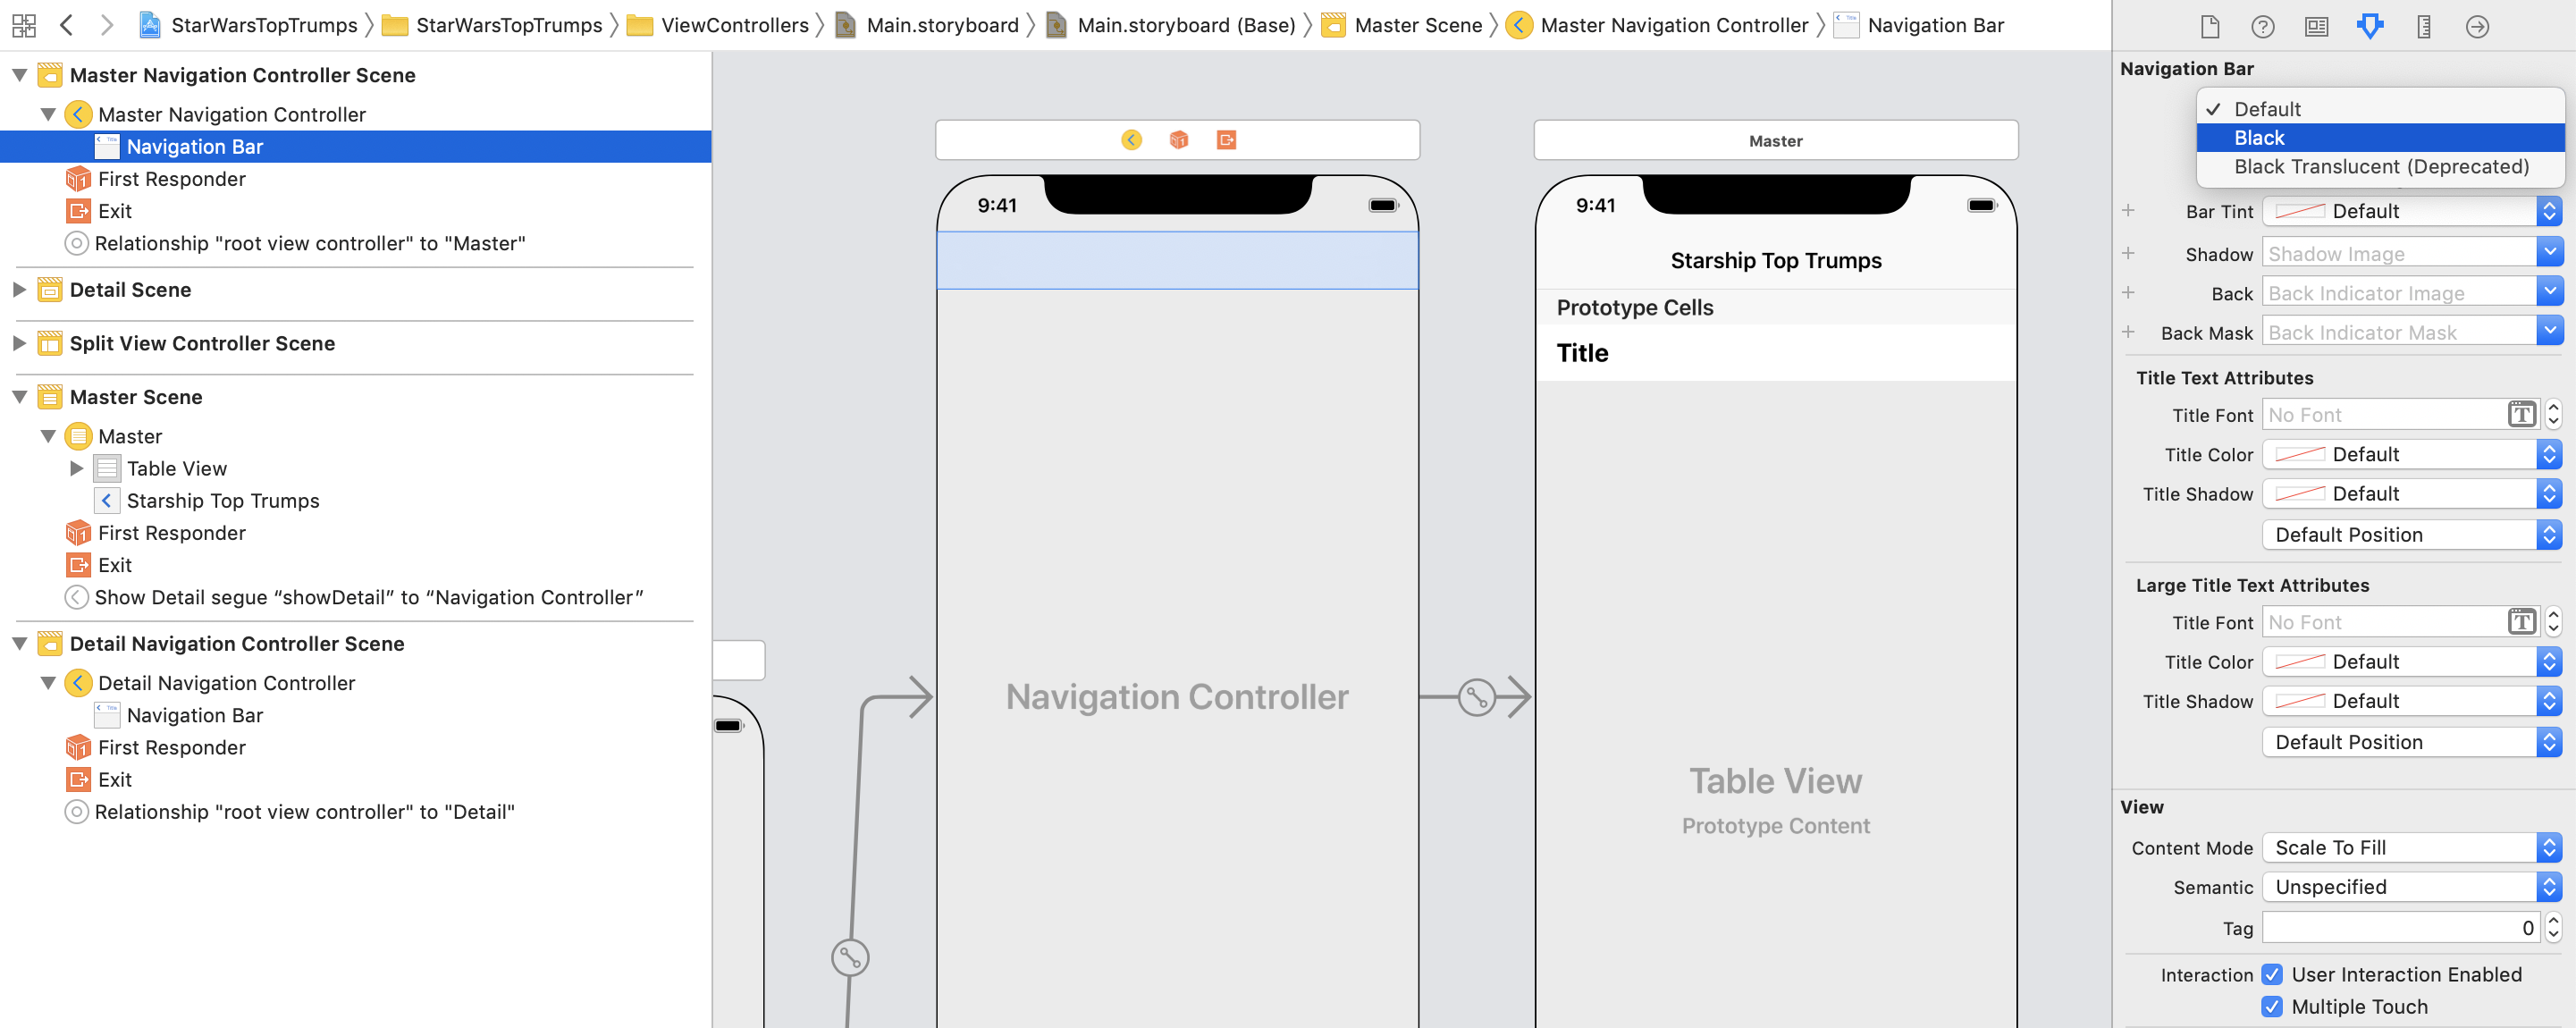 StarWarsTopTrumps StarWarsTopTrumps ViewControllers Main.storyboard Main.storyboard (Base) Master Scene Master Navigation Controller Navigation Bar
Master Navigation Controller Scene
Master Navigation Controller
Navigation Bar
First Responder
Exit
Relationship "root view controller" to "Master"
Detail Scene
Split View Controller Scene
Master Scene
Master
Table View
Starship Top Trumps
First Responder
Exit
Show Detail segue “showDetail” to “Navigation Controller”
Detail Navigation Controller Scene
Detail Navigation Controller
Navigation Bar
First Responder
Exit
Relationship "root view controller" to "Detail"
9:41
Navigation Controller
Master
9:41
Starship Top Trumps
Prototype Cells
Title
Table View
Prototype Content
Navigation Bar
Default
Black
Black Translucent (Deprecated)
Bar Tint Default
Shadow Shadow Image
Back Back Indicator Image
Back Mask Back Indicator Mask
Title Text Attributes
Title Font No Font
Title Color Default
Title Shadow Default
Default Position
Large Title Text Attributes
Title Font No Font
Title Color Default
Title Shadow Default
Default Position
View
Content Mode Scale To Fill
Semantic Unspecified
Tag 0
Interaction User Interaction Enabled
Multiple Touch